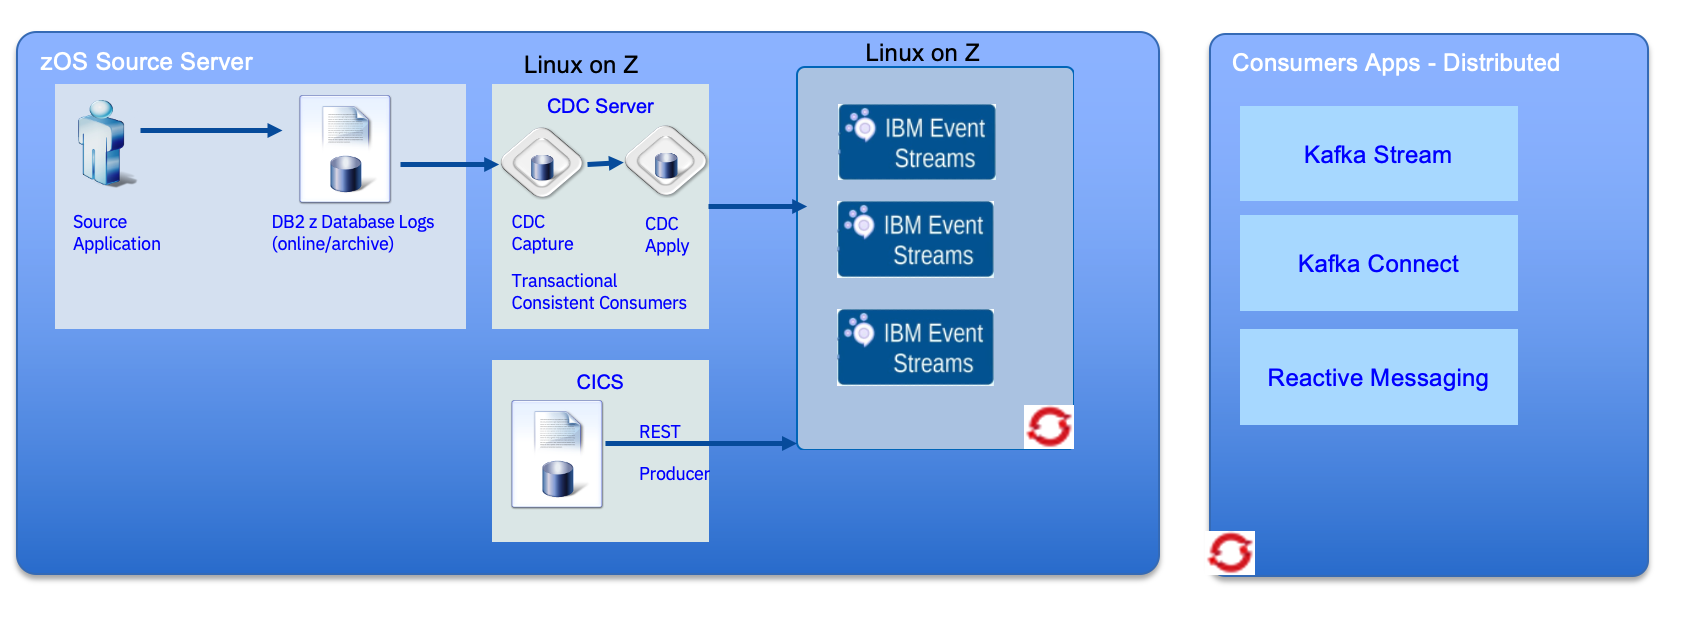 zOS Source Server
Source
Application
DB2 z Database Logs
(online/archive)
Linux on Z
CDC Server
CDC
Capture
CDC
Apply
Transactional
Consistent Consumers
CICS
REST
Producer
Linux on Z
IBM Event
Streams
IBM Event
Streams
IBM Event
Streams
Consumers Apps - Distributed
Kafka Stream
Kafka Connect
Reactive Messaging